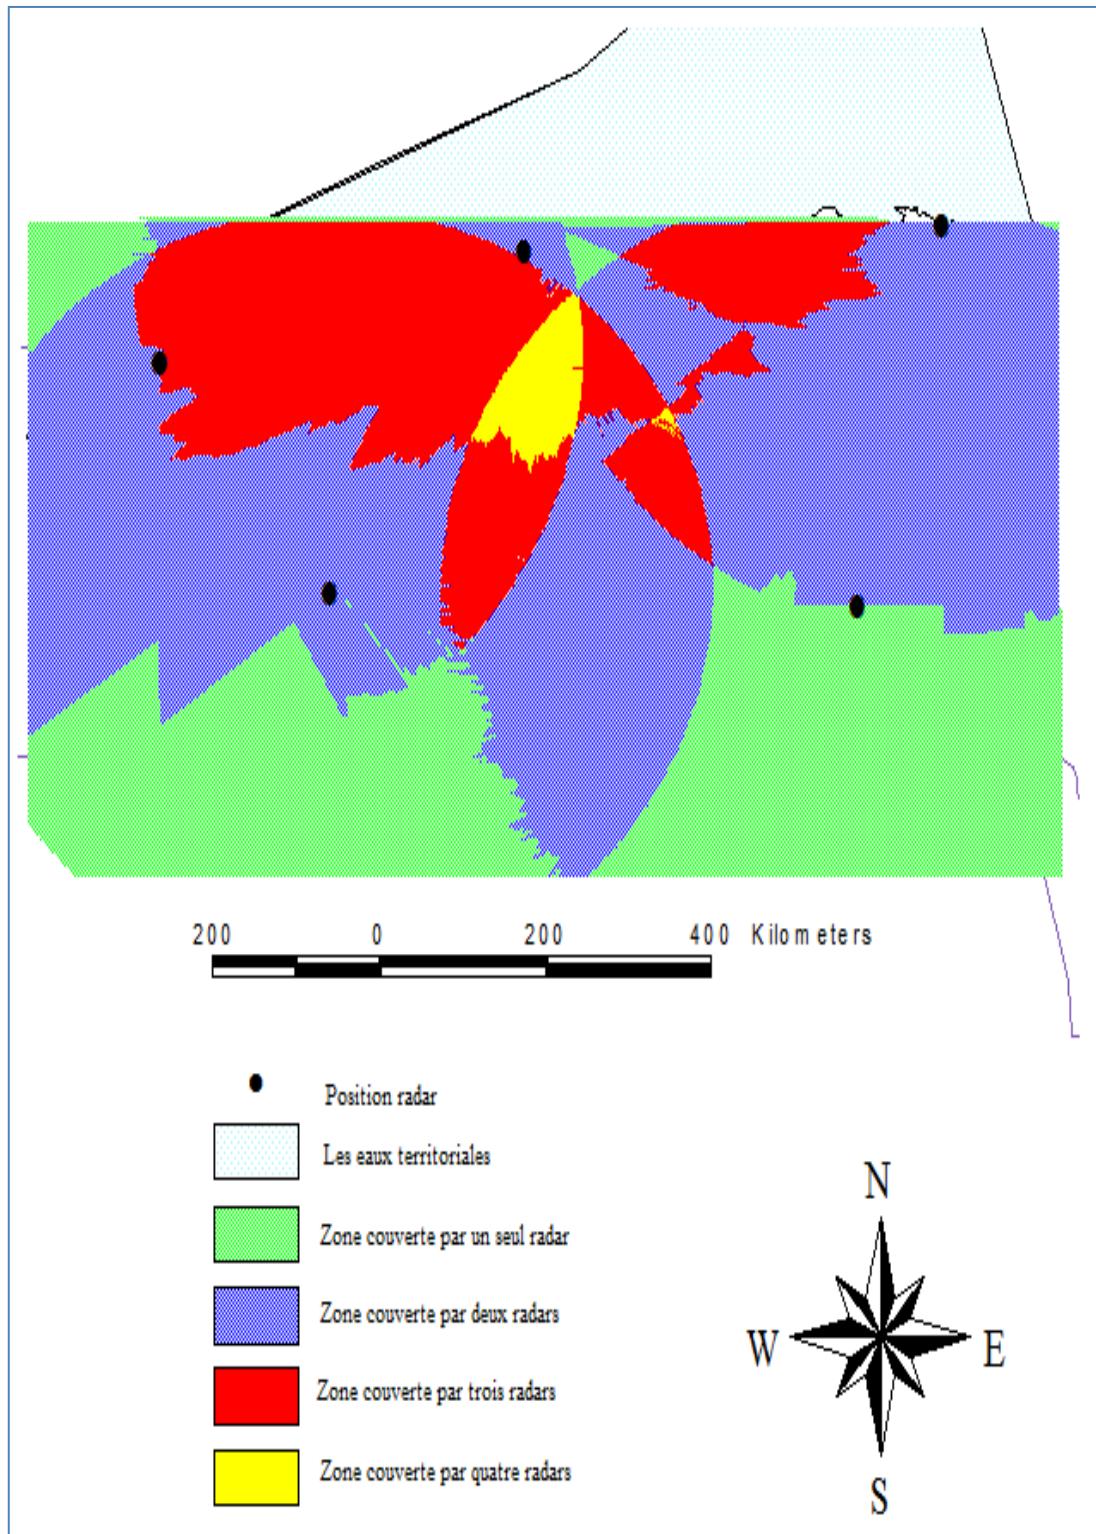 200 0 200 400 Kilometers
Position radar
Les eaux territoriales
Zone couverte par un seul radar
Zone couverte par deux radars
Zone couverte par trois radars
Zone couverte par quatre radars
N
W E
S